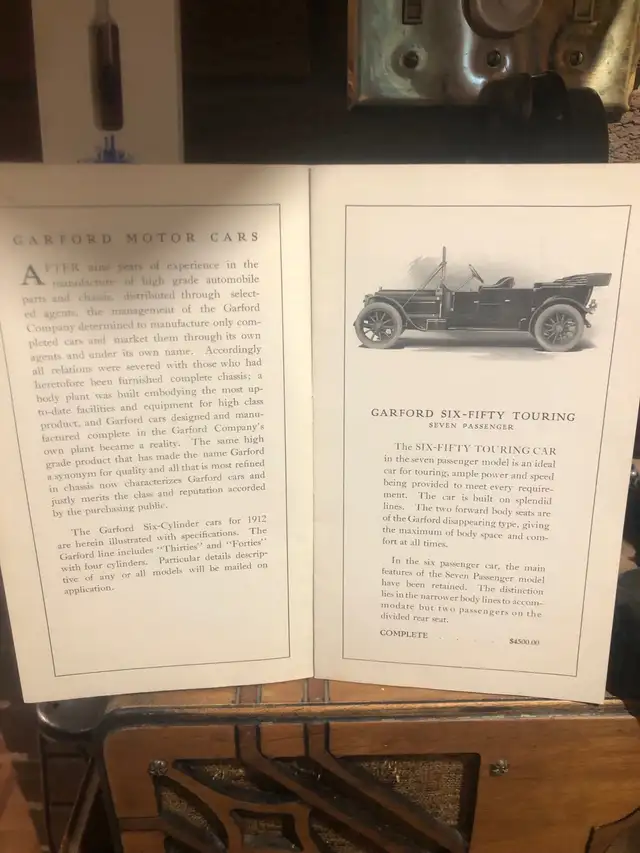 GARFORD MOTOR CARS
AFTER nine years of experience in the
manufacture of high grade automobile
parts and chassis, distributed through select-
ed agents, the management of the Garford
Company determined to manufacture only com-
pleted cars and market them through its own
agents and under its own name. Accordingly
all relations were severed with those who had
heretofore been furnished complete chassis; a
body plant was built embodying the most up-
to-date facilities and equipment for high class
product, and Garford cars designed and manu-
factured complete in the Garford Company's
own plant became a reality. The same high
grade product that has made the name Garford
a synonym for quality and all that is most refined
in chassis now characterizes Garford cars and
justly merits the class and reputation accorded
by the purchasing public.
The Garford Six-Cylinder cars for 1912
are herein illustrated with specifications. The
Garford line includes "Thirties" and "Forties"
with four cylinders. Particular details descrip-
tive of any or all models will be mailed on
application.
GARFORD SIX-FIFTY TOURING
SEVEN PASSENGER
The SIX-FIFTY TOURING CAR
in the seven passenger model is an ideal
car for touring, ample power and speed
being provided to meet every require-
ment. The car is built on splendid
lines. The two forward body seats are
of the Garford disappearing type, giving
the maximum of body space and com-
fort at all times.
In the six passenger car, the main
features of the Seven Passenger model
have been retained. The distinction
lies in the narrower body lines to accom-
modate but two passengers on the
divided rear seat.
COMPLETE . . . . $4500.00